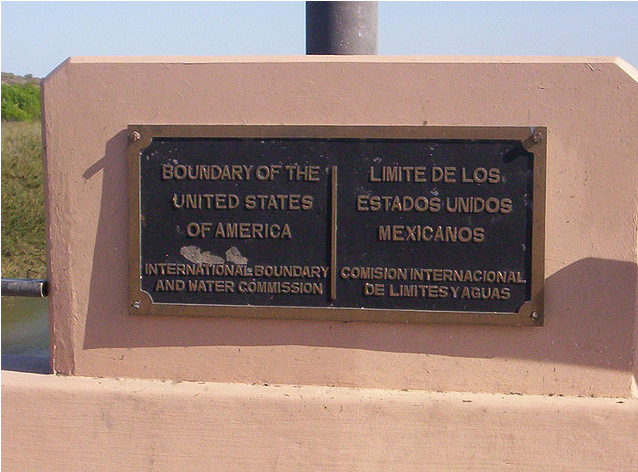 BOUNDARY OF THE
UNITED STATES
OF AMERICA
INTERNATIONAL BOUNDARY
AND WATER COMMISSION
LIMITE DE LOS
ESTADOS UNIDOS
MEXICANOS
COMISION INTERNACIONAL
DE LIMITES Y AGUAS